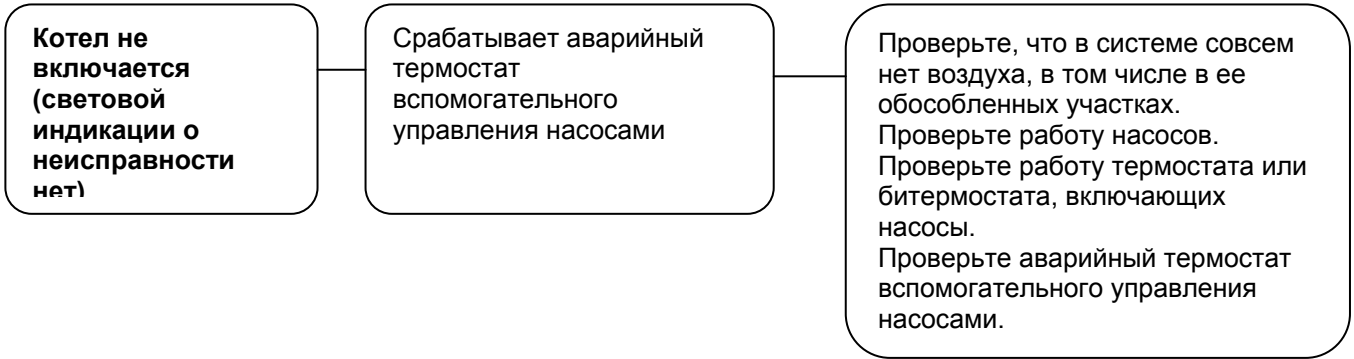 Котел не
включается
(световой
индикации о
неисправности
нет)
Срабатывает аварийный
термостат
вспомогательного
управления насосами
Проверьте, что в системе совсем
нет воздуха, в том числе в ее
обособленных участках.
Проверьте работу насосов.
Проверьте работу термостата или
битермостата, включающих
насосы.
Проверьте аварийный термостат
вспомогательного управления
насосами.